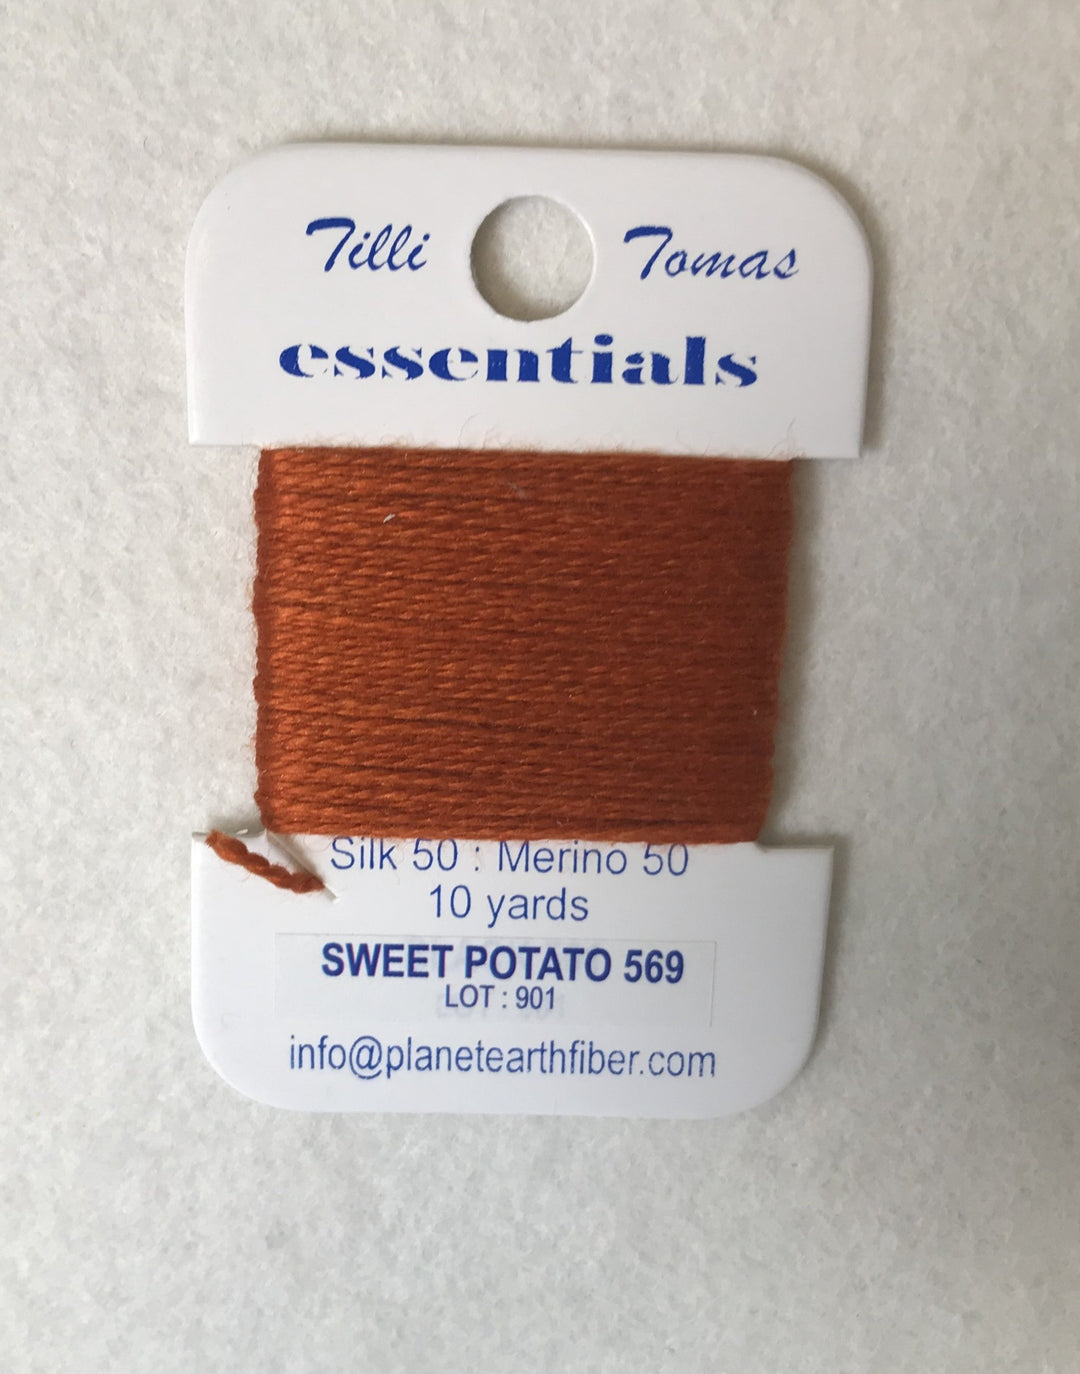 Tilli Tomas
essentials
Silk 50 : Merino 50
10 yards
SWEET POTATO 569
LOT : 901
info@planetearthfiber.com